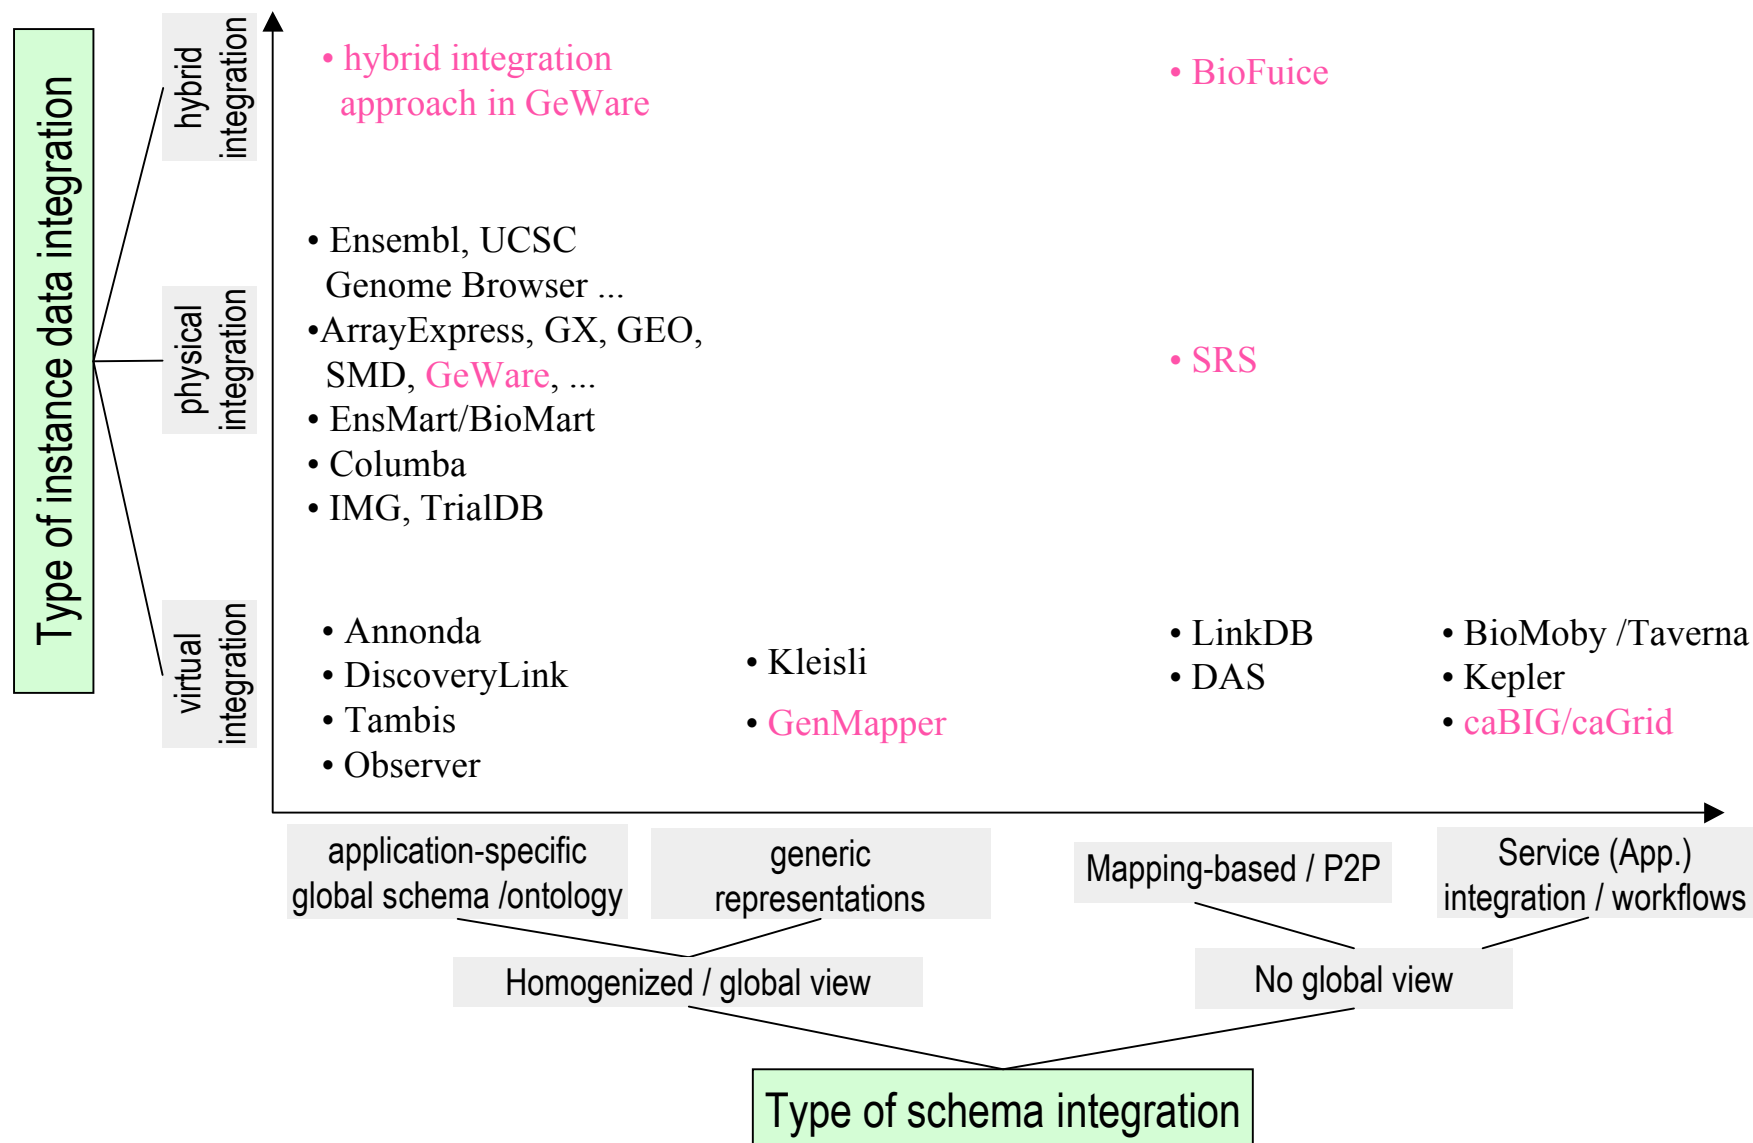 Type of instance data integration
hybrid
integration
• hybrid integration
approach in GeWare
• BioFuice
physical
integration
• Ensembl, UCSC
Genome Browser ...
•ArrayExpress, GX, GEO,
SMD, GeWare, ...
• EnsMart/BioMart
• Columba
• IMG, TrialDB
• SRS
virtual
integration
• Annonda
• DiscoveryLink
• Tambis
• Observer
• Kleisli
• GenMapper
• LinkDB
• DAS
• BioMoby /Taverna
• Kepler
• caBIG/caGrid
application-specific
global schema /ontology
generic
representations
Mapping-based / P2P
Service (App.)
integration / workflows
Homogenized / global view
No global view
Type of schema integration